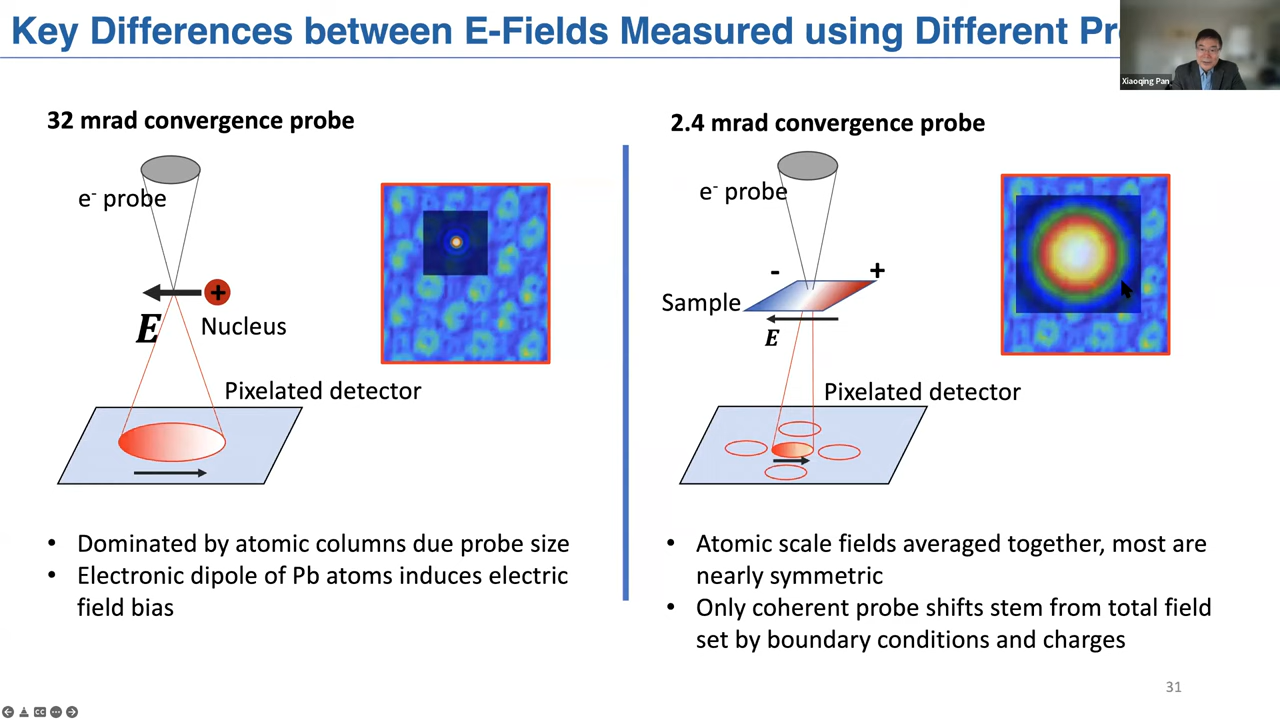 Key Differences between E-Fields Measured using Different Pr
Xiaoqing Pan
32 mrad convergence probe
e- probe
+
E
Nucleus
Pixelated detector
• Dominated by atomic columns due probe size
• Electronic dipole of Pb atoms induces electric
field bias
2.4 mrad convergence probe
e- probe
- +
Sample
E
Pixelated detector
• Atomic scale fields averaged together, most are
nearly symmetric
• Only coherent probe shifts stem from total field
set by boundary conditions and charges
31
CC